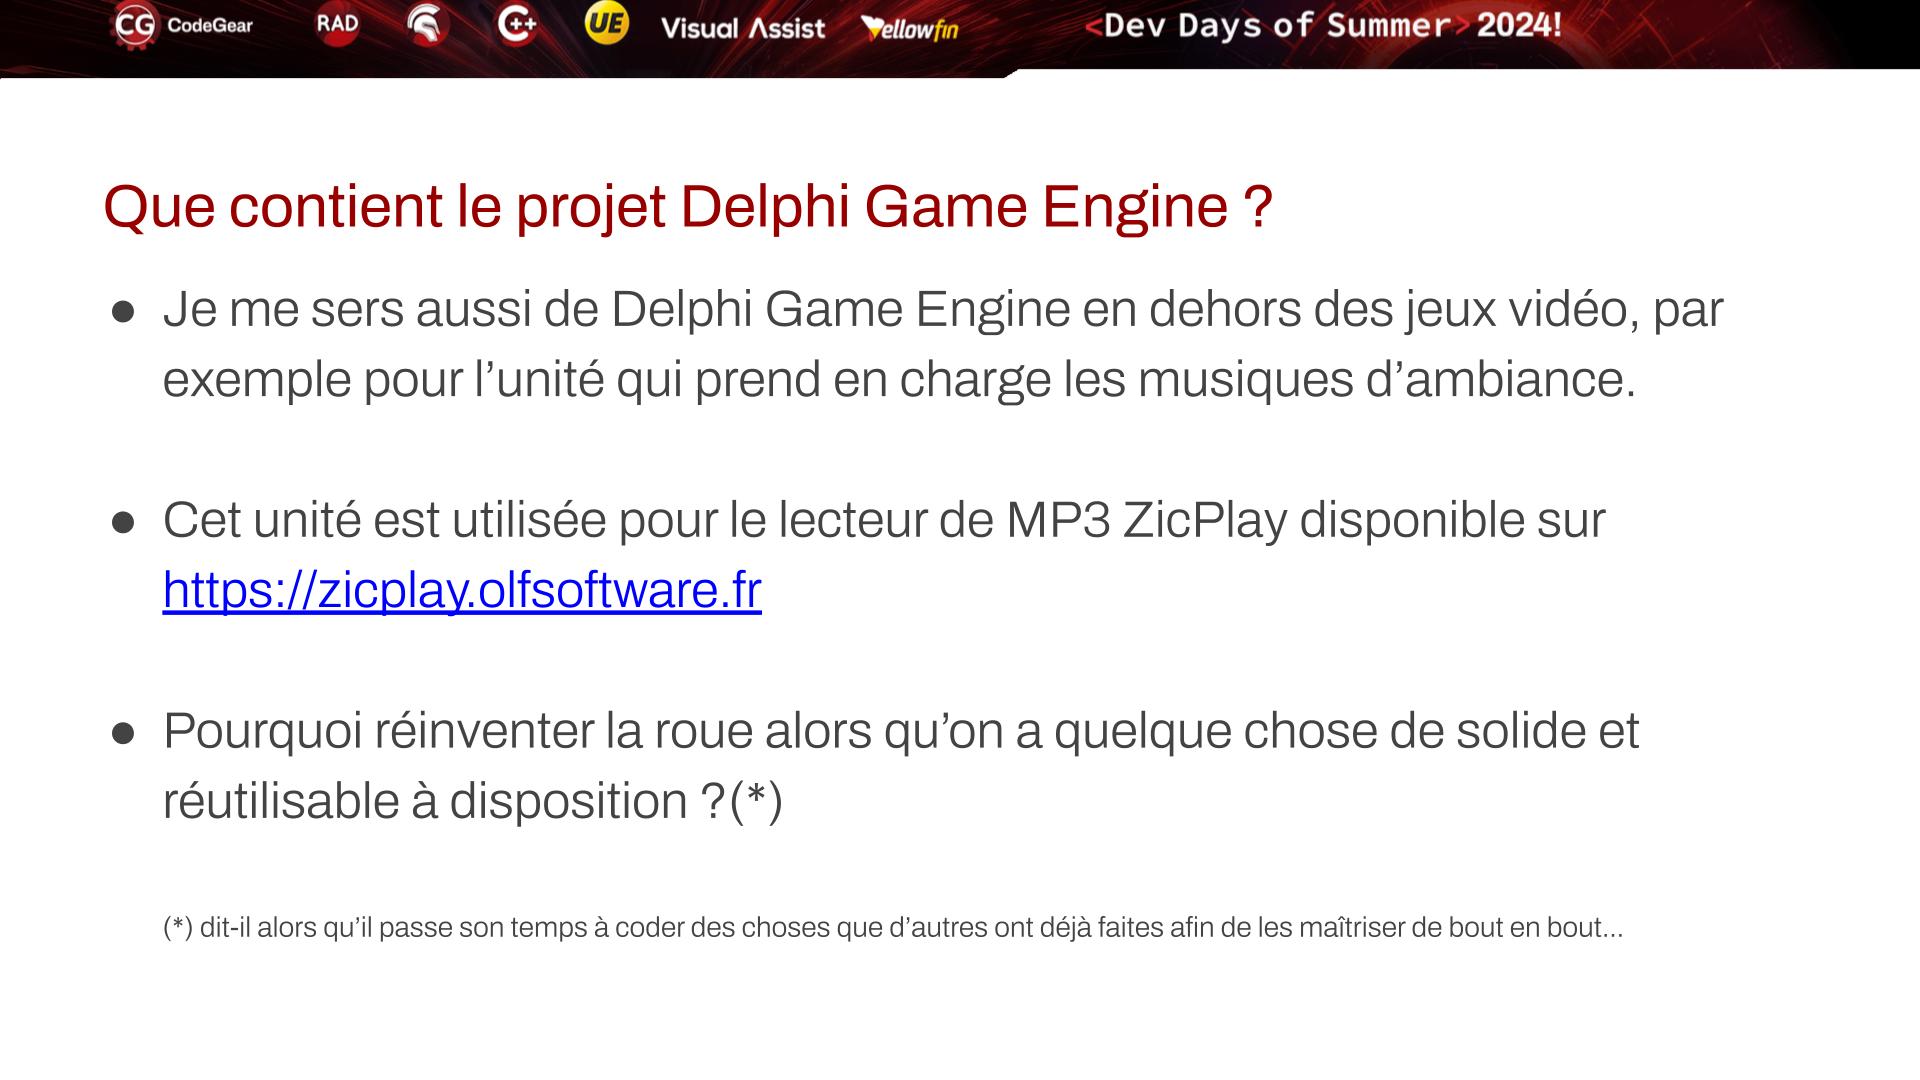 CG CodeGear RAD C++ UE Visual Assist Yellowfin <Dev Days of Summer> 2024!
Que contient le projet Delphi Game Engine ?
● Je me sers aussi de Delphi Game Engine en dehors des jeux vidéo, par
exemple pour l’unité qui prend en charge les musiques d’ambiance.
● Cet unité est utilisée pour le lecteur de MP3 ZicPlay disponible sur
https://zicplay.olfsoftware.fr
● Pourquoi réinventer la roue alors qu’on a quelque chose de solide et
réutilisable à disposition ?(*)
(*) dit-il alors qu’il passe son temps à coder des choses que d’autres ont déjà faites afin de les maîtriser de bout en bout...